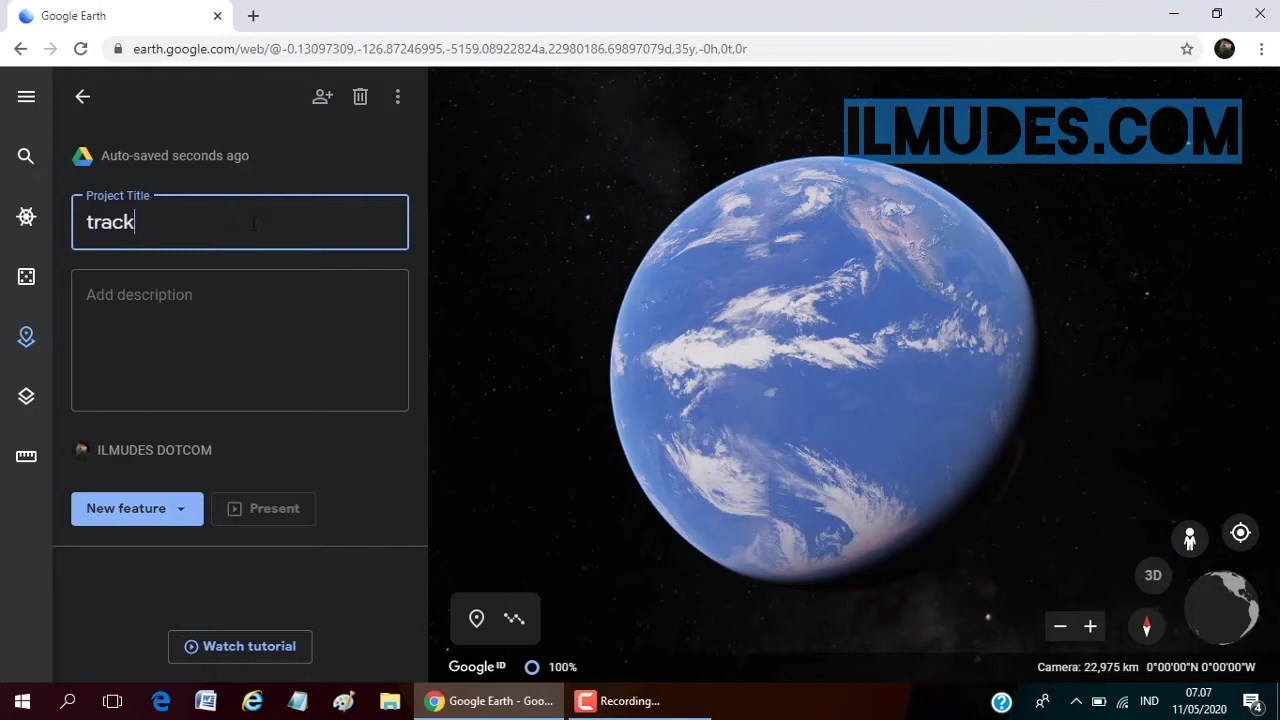 Google Earth
earth.google.com/web/@-0.13097309,-126.87246995,-5159.08922824a,22980186.69897079d,35y,-0h,0t,0r
ILMUDES.COM
Auto-saved seconds ago
Project Title
track
Add description
ILMUDES DOTCOM
New feature
Present
Watch tutorial
3D
Google ID
100%
Camera: 22,975 km 0°00'00"N 0°00'00"W
Google Earth - Goo...
Recording...
IND
07.07
11/05/2020
4